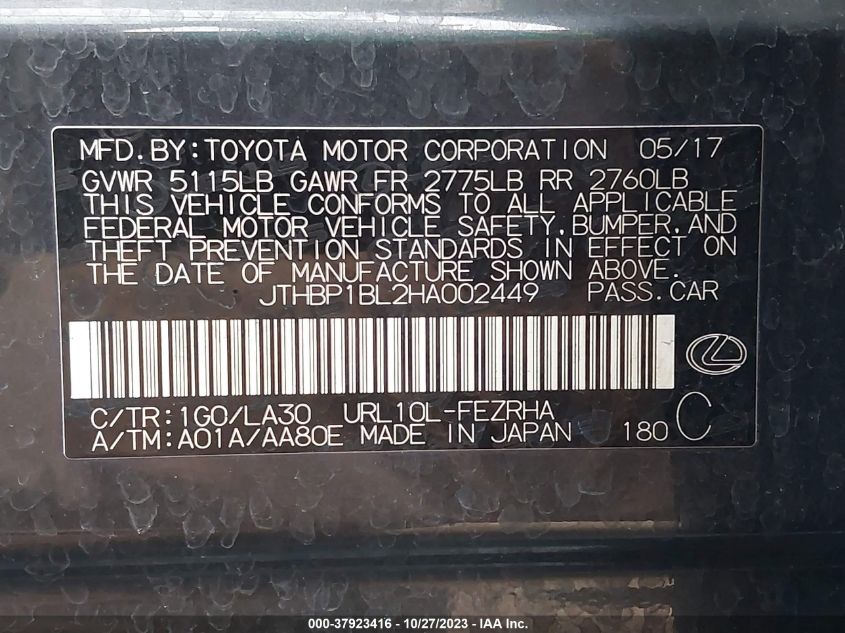 MFD.BY:TOYOTA MOTOR CORPORATION 05/17
GVWR 5115LB GAWR FR 2775LB RR 2760LB
THIS VEHICLE CONFORMS TO ALL APPLICABLE
FEDERAL MOTOR VEHICLE SAFETY,BUMPER,AND
THEFT PREVENTION STANDARDS IN EFFECT ON
THE DATE OF MANUFACTURE SHOWN ABOVE.
JTHBP1BL2HA002449 PASS.CAR
C/TR:1G0/LA30 URL10L-FEZRHA
A/TM:A01A/AA80E MADE IN JAPAN 180 C
000-37923416 - 10/27/2023 - IAA Inc.